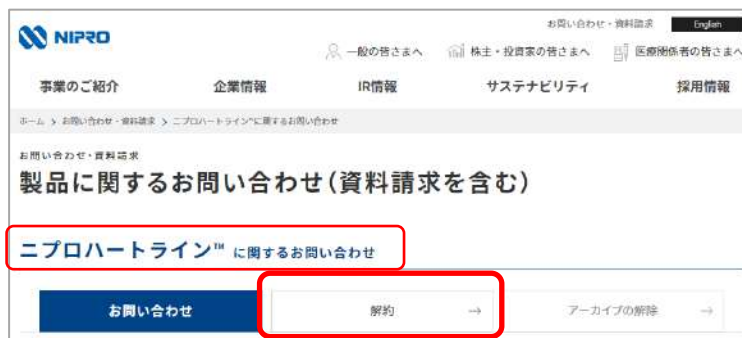 NIPRO
お問い合わせ・資料請求 English
一般の皆さまへ 株主・投資家の皆さまへ 医療関係者の皆さまへ
事業のご紹介 企業情報 IR情報 サステナビリティ 採用情報
ホーム > お問い合わせ・資料請求 > ニプロハートライン™に関するお問い合わせ
お問い合わせ・資料請求
製品に関するお問い合わせ(資料請求を含む)
ニプロハートライン™ に関するお問い合わせ
お問い合わせ 解約 → アーカイブの解除 →